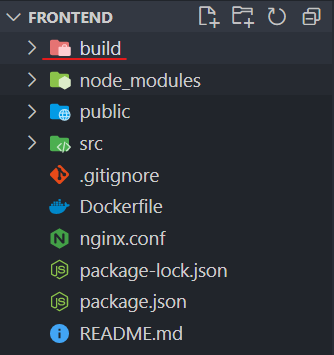 FRONTEND
build
node_modules
public
src
.gitignore
Dockerfile
nginx.conf
package-lock.json
package.json
README.md